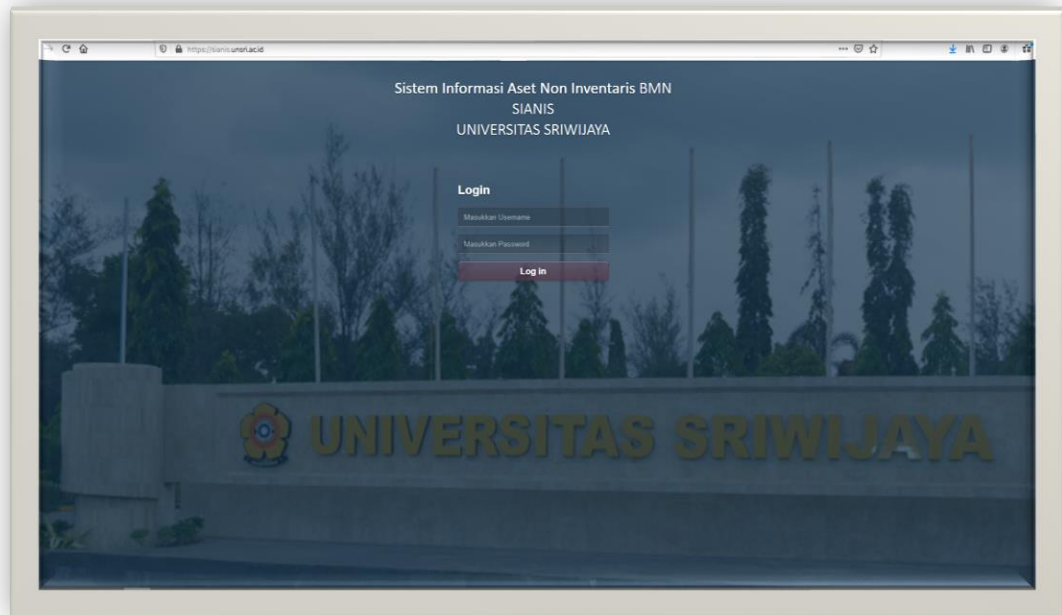 https://sianis.unsri.ac.id
Sistem Informasi Aset Non Inventaris BMN
SIANIS
UNIVERSITAS SRIWIJAYA
Login
Masukkan Username
Masukkan Password
Log in
UNIVERSITAS SRIWIJAYA